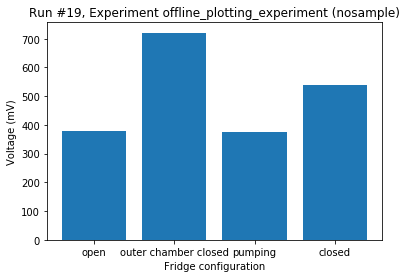 Run #19, Experiment offline_plotting_experiment (nosample)
Voltage (mV)
700
600
500
400
300
200
100
0
open outer chamber closed pumping closed
Fridge configuration